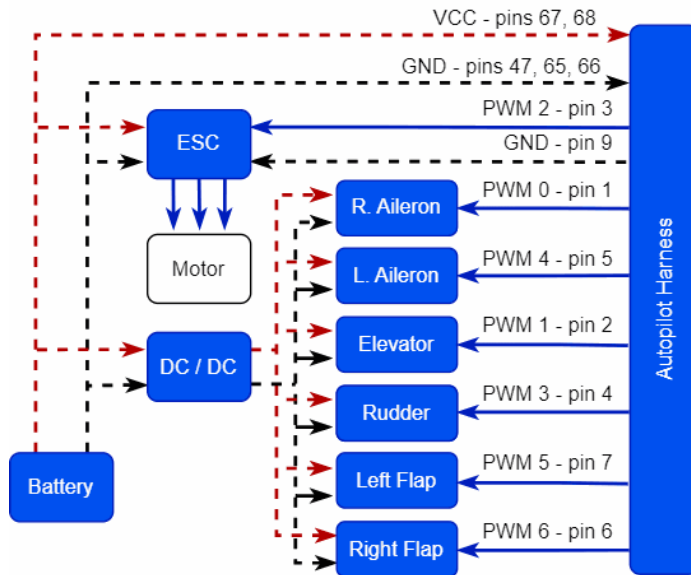 VCC - pins 67, 68
GND - pins 47, 65, 66
PWM 2 - pin 3
ESC
GND - pin 9
PWM 0 - pin 1
R. Aileron
Motor
PWM 4 - pin 5
L. Aileron
Autopilot Harness
PWM 1 - pin 2
Elevator
DC / DC
PWM 3 - pin 4
Rudder
PWM 5 - pin 7
Left Flap
Battery
PWM 6 - pin 6
Right Flap